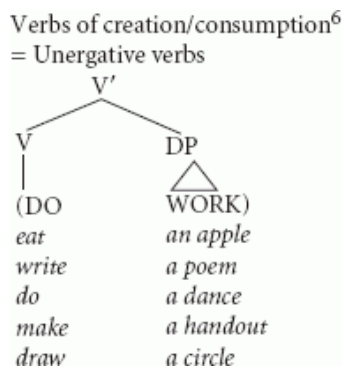 Verbs of creation/consumption⁶
= Unergative verbs
V′
V DP
(DO WORK)
eat an apple
write a poem
do a dance
make a handout
draw a circle